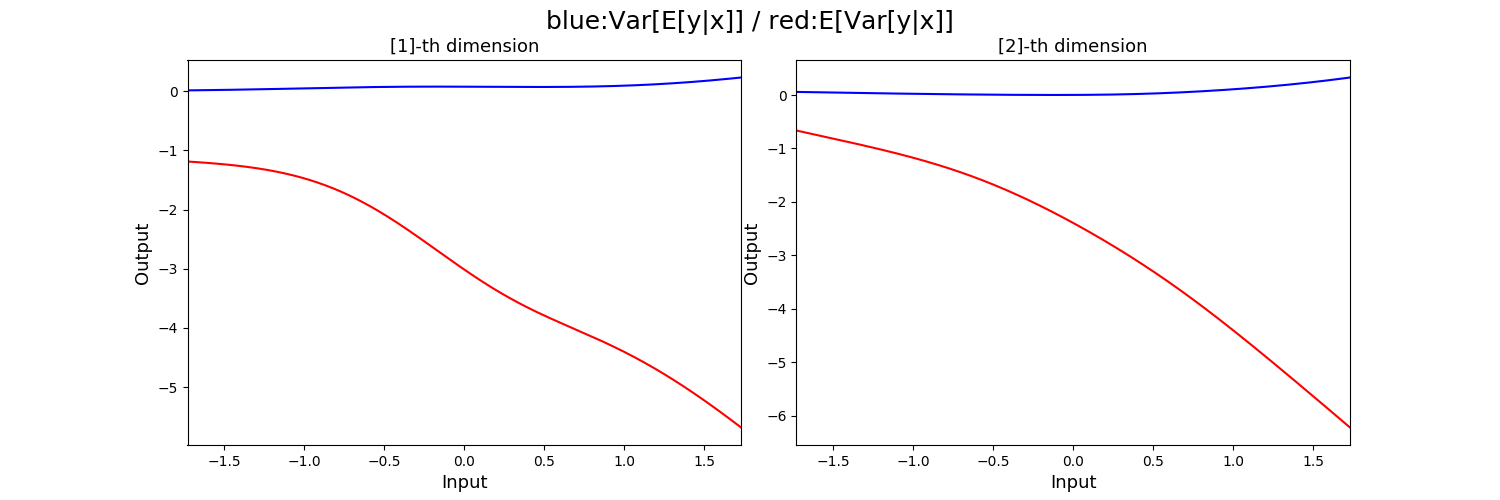 blue:Var[E[y|x]] / red:E[Var[y|x]]
[1]-th dimension
Output
0
−1
−2
−3
−4
−5
−1.5 −1.0 −0.5 0.0 0.5 1.0 1.5
Input
[2]-th dimension
Output
0
−1
−2
−3
−4
−5
−6
−1.5 −1.0 −0.5 0.0 0.5 1.0 1.5
Input